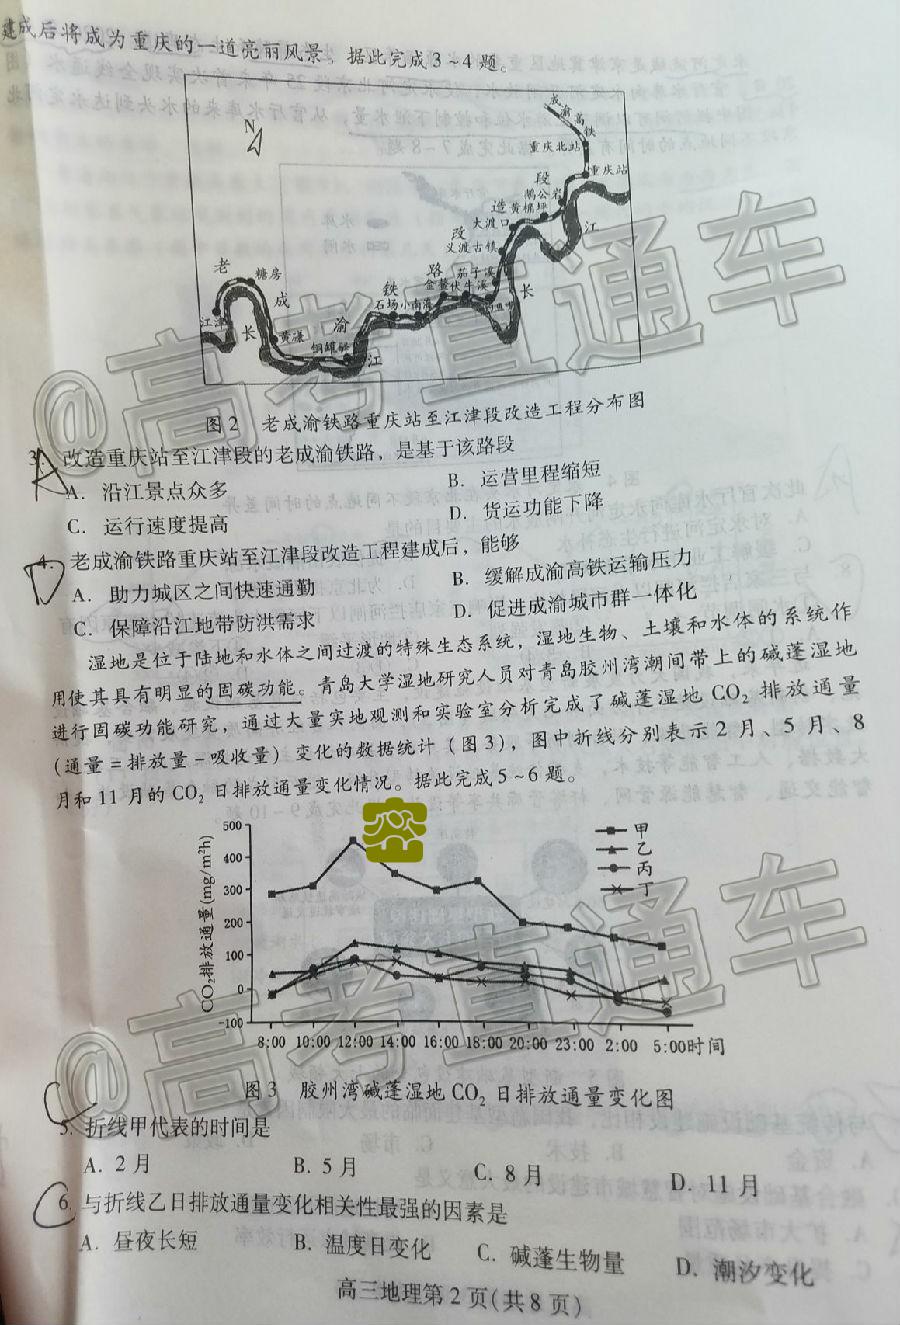 建成后将成为重庆的一道亮丽风景。据此完成3~4题。
N
成渝高铁
重庆北站
重庆站
段
鹅公岩
造
黄桷坪
大渡口
改
义渡古镇
江
路
茄子溪
金鳌
伏牛溪
长
铁
石场
小南海
老
糖房
成
江津
长
黄磏
渝
铜罐驿
江
图2 老成渝铁路重庆站至江津段改造工程分布图
3. 改造重庆站至江津段的老成渝铁路，是基于该路段
A. 沿江景点众多 B. 运营里程缩短
C. 运行速度提高 D. 货运功能下降
4. 老成渝铁路重庆站至江津段改造工程建成后，能够
A. 助力城区之间快速通勤 B. 缓解成渝高铁运输压力
C. 保障沿江地带防洪需求 D. 促进成渝城市群一体化
湿地是位于陆地和水体之间过渡的特殊生态系统，湿地生物、土壤和水体的系统作
用使其具有明显的固碳功能。青岛大学湿地研究人员对青岛胶州湾潮间带上的碱蓬湿地
进行固碳功能研究，通过大量实地观测和实验室分析完成了碱蓬湿地CO₂排放通量
(通量=排放量-吸收量)变化的数据统计(图3)，图中折线分别表示2月、5月、8
月和11月的CO₂日排放通量变化情况。据此完成5~6题。
CO₂排放通量(mg/m²h)
500
400
300
200
100
0
-100
甲
乙
丙
丁
8:00 10:00 12:00 14:00 16:00 18:00 20:00 23:00 2:00 5:00时间
图3 胶州湾碱蓬湿地CO₂日排放通量变化图
5. 折线甲代表的时间是
A. 2月 B. 5月 C. 8月 D. 11月
6. 与折线乙日排放通量变化相关性最强的因素是
A. 昼夜长短 B. 温度日变化 C. 碱蓬生物量 D. 潮汐变化
高三地理第2页(共8页)
A
D
C
C
@高考直通车
@高考直通车